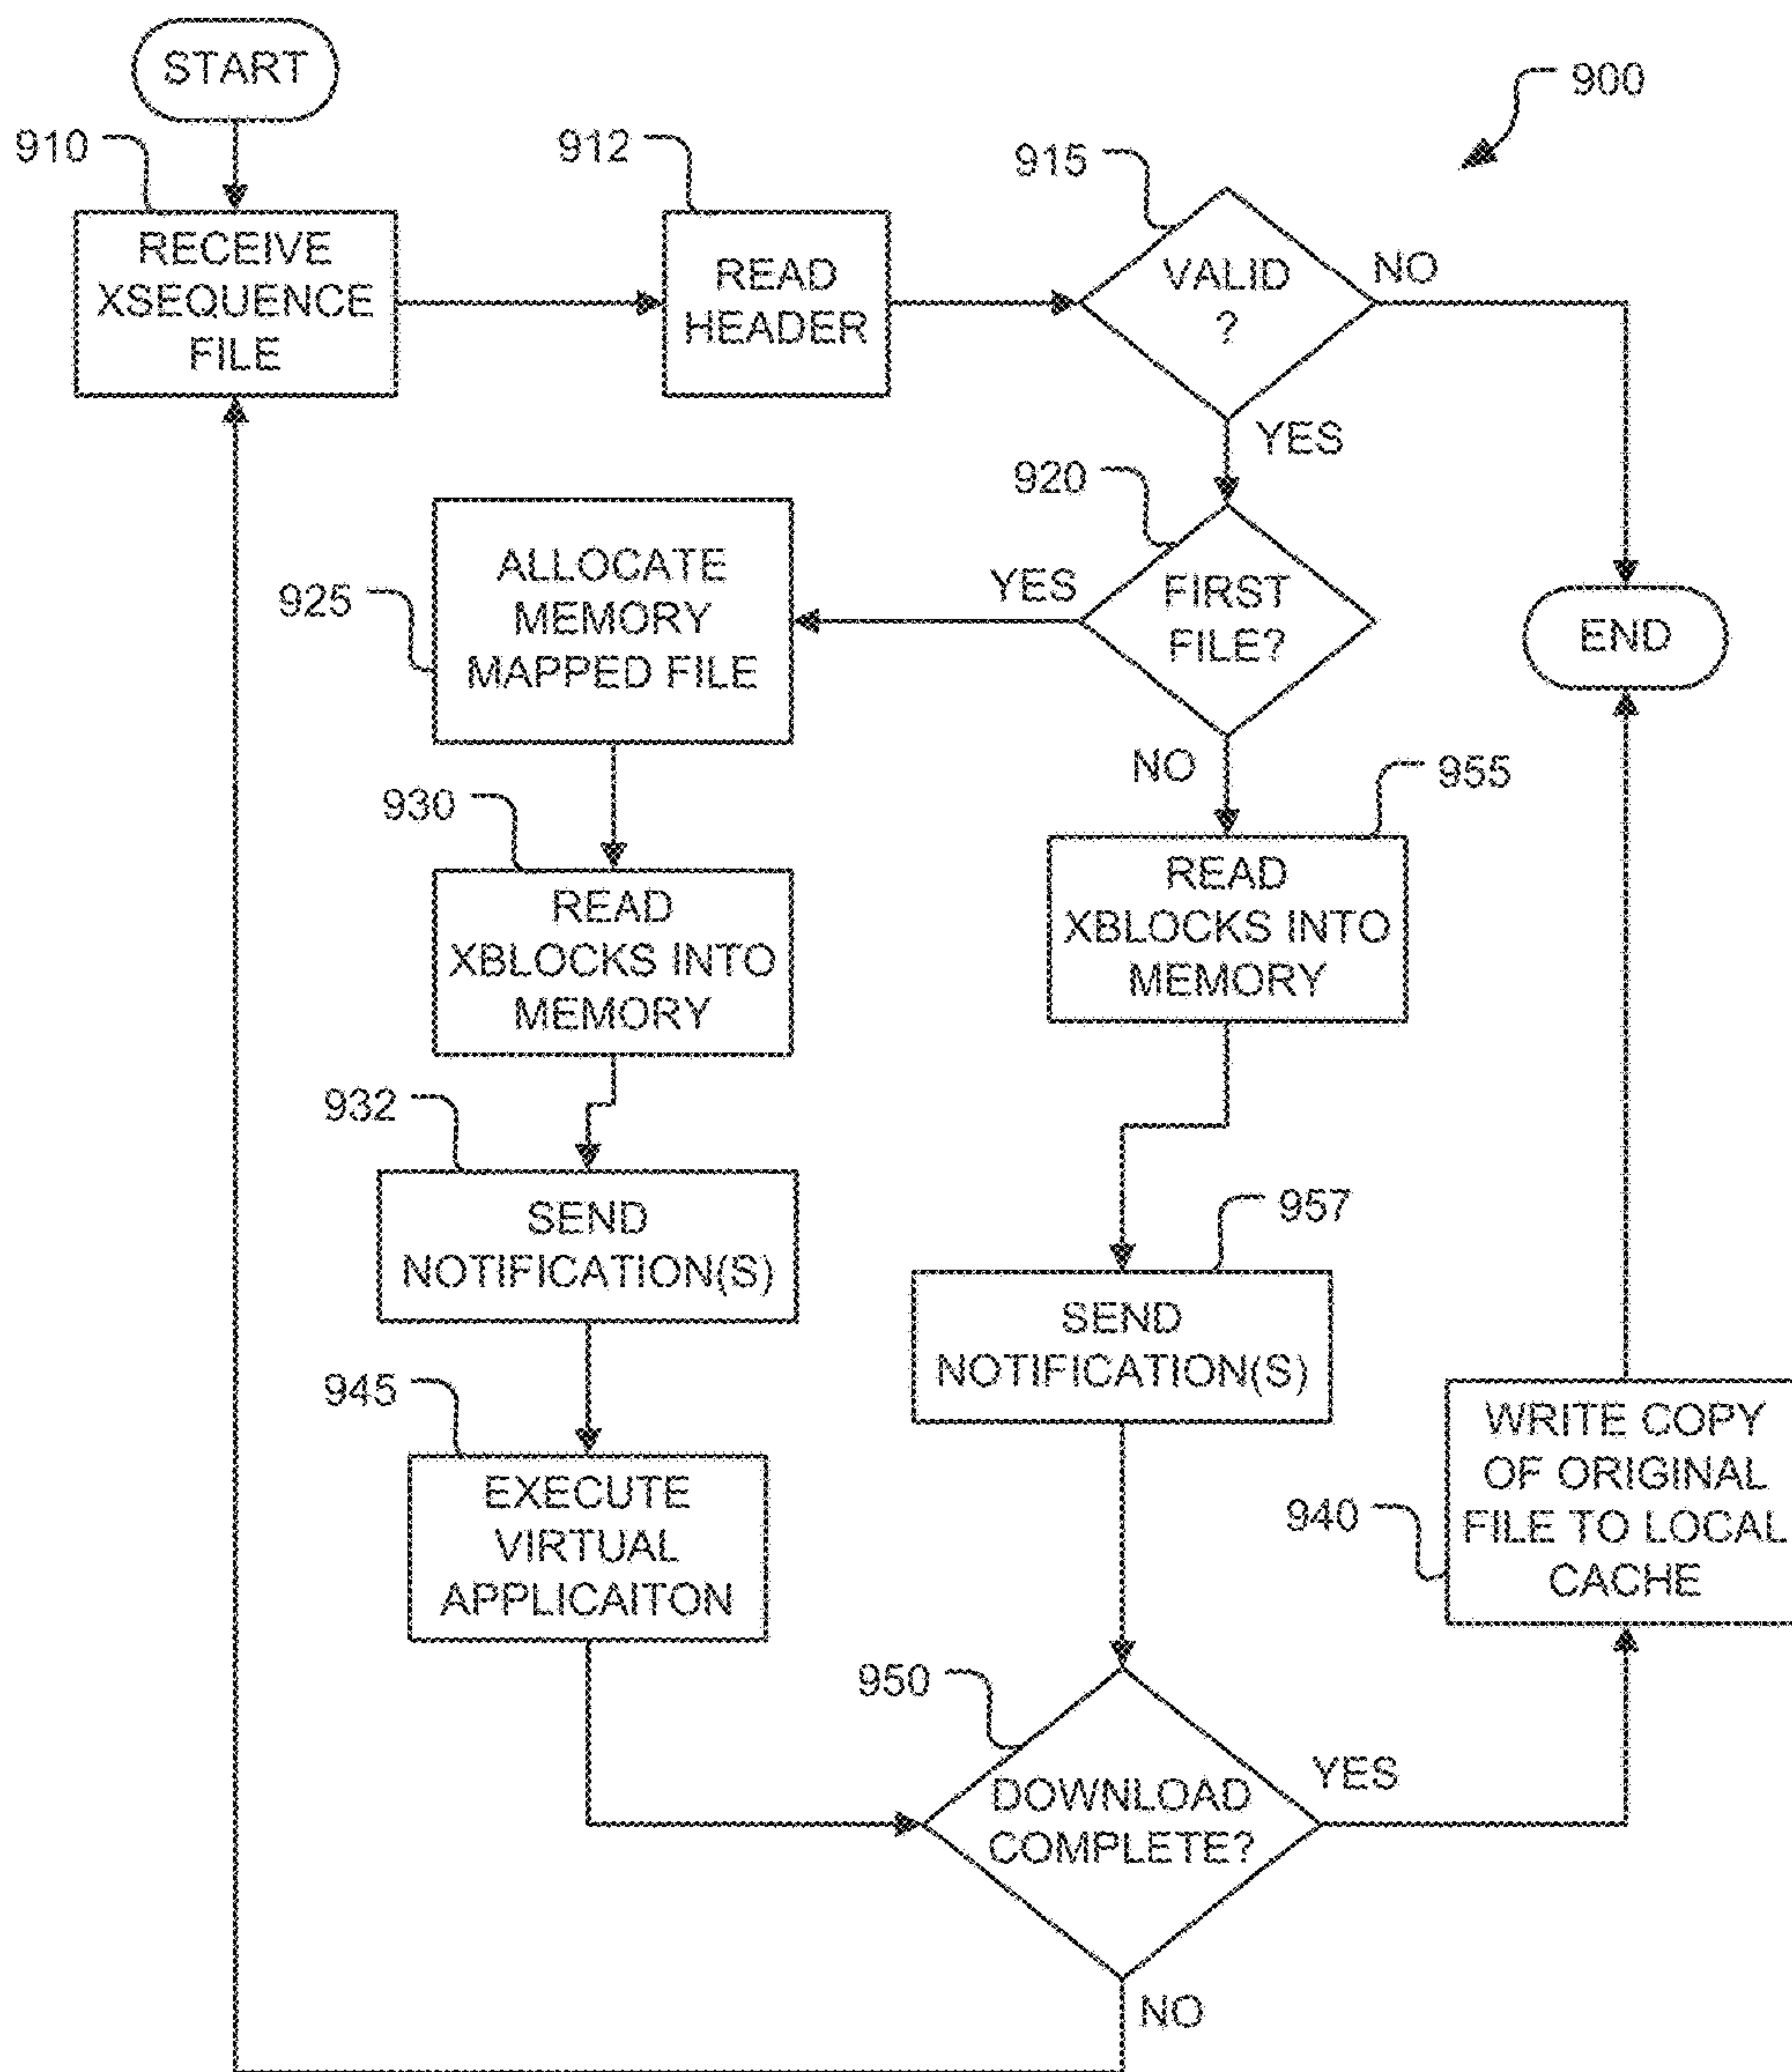 START
900
910
RECEIVE
XSEQUENCE
FILE
912
READ
HEADER
915
VALID
?
NO
YES
920
FIRST
FILE?
YES
NO
END
925
ALLOCATE
MEMORY
MAPPED FILE
930
READ
XBLOCKS INTO
MEMORY
955
READ
XBLOCKS INTO
MEMORY
932
SEND
NOTIFICATION(S)
957
SEND
NOTIFICATION(S)
945
EXECUTE
VIRTUAL
APPLICAITON
940
WRITE COPY
OF ORIGINAL
FILE TO LOCAL
CACHE
950
DOWNLOAD
COMPLETE?
YES
NO